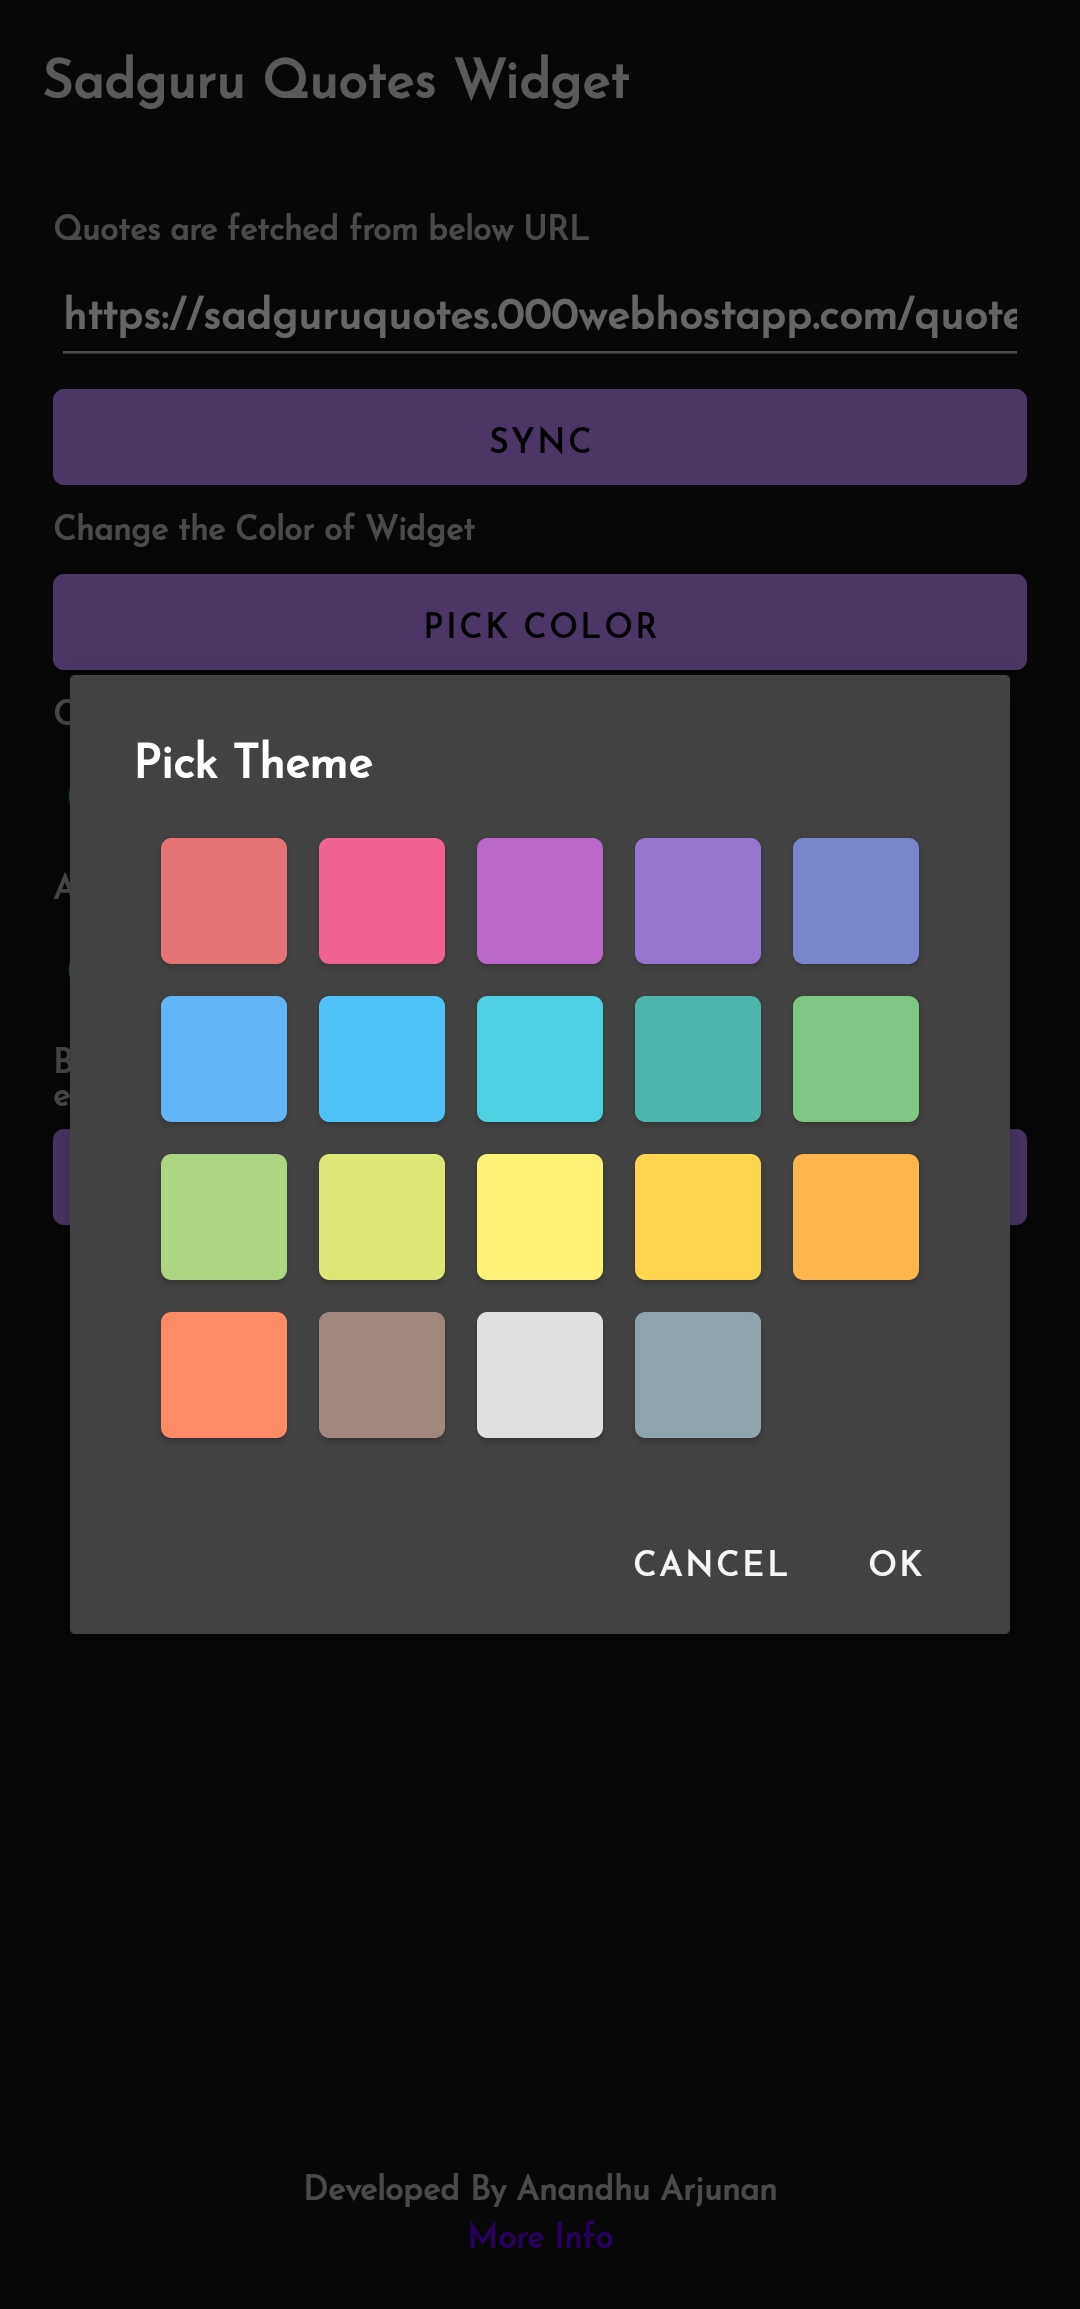 Sadguru Quotes Widget
Quotes are fetched from below URL
https://sadguruquotes.000webhostapp.com/quote
SYNC
Change the Color of Widget
PICK COLOR
Pick Theme
CANCEL OK
Developed By Anandhu Arjunan
More Info